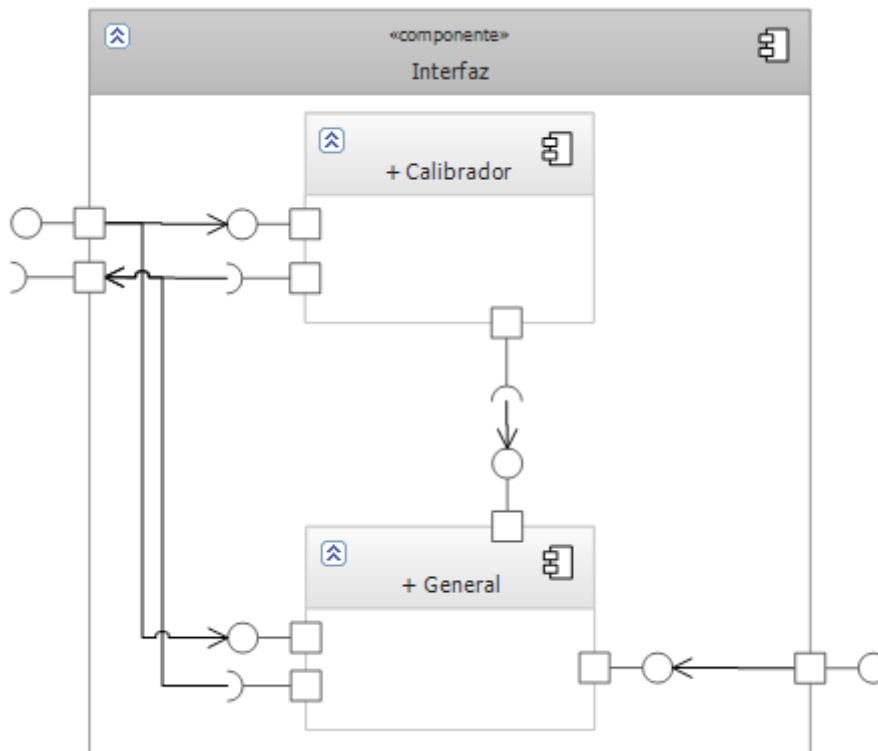 «componente»
Interfaz
+ Calibrador
+ General